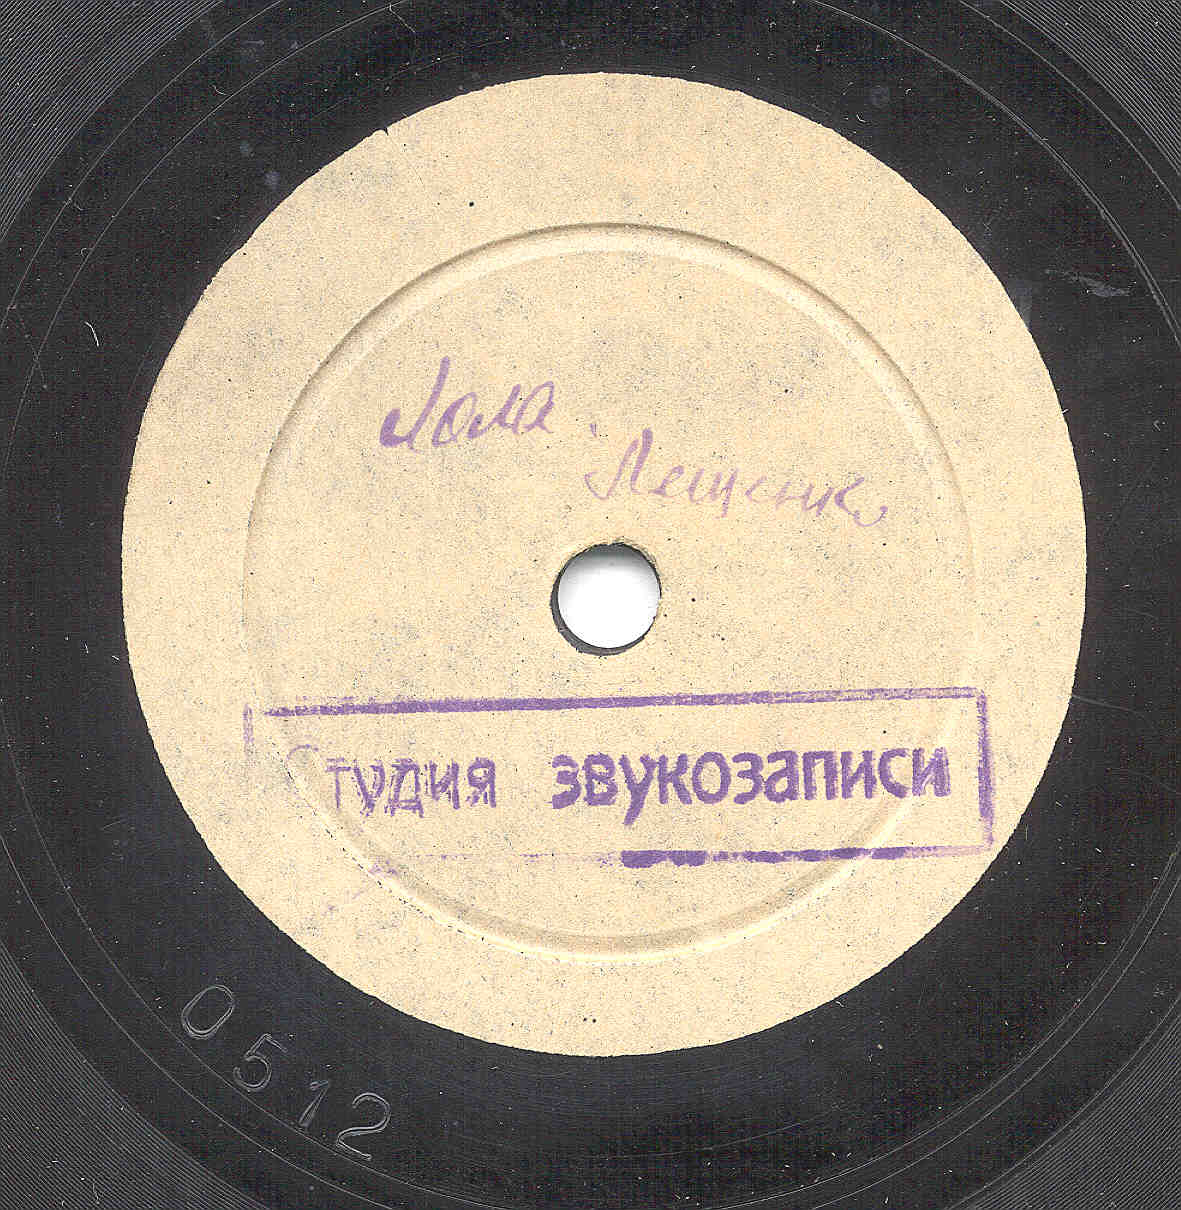 Лола
Лещенко
студия звукозаписи
0512